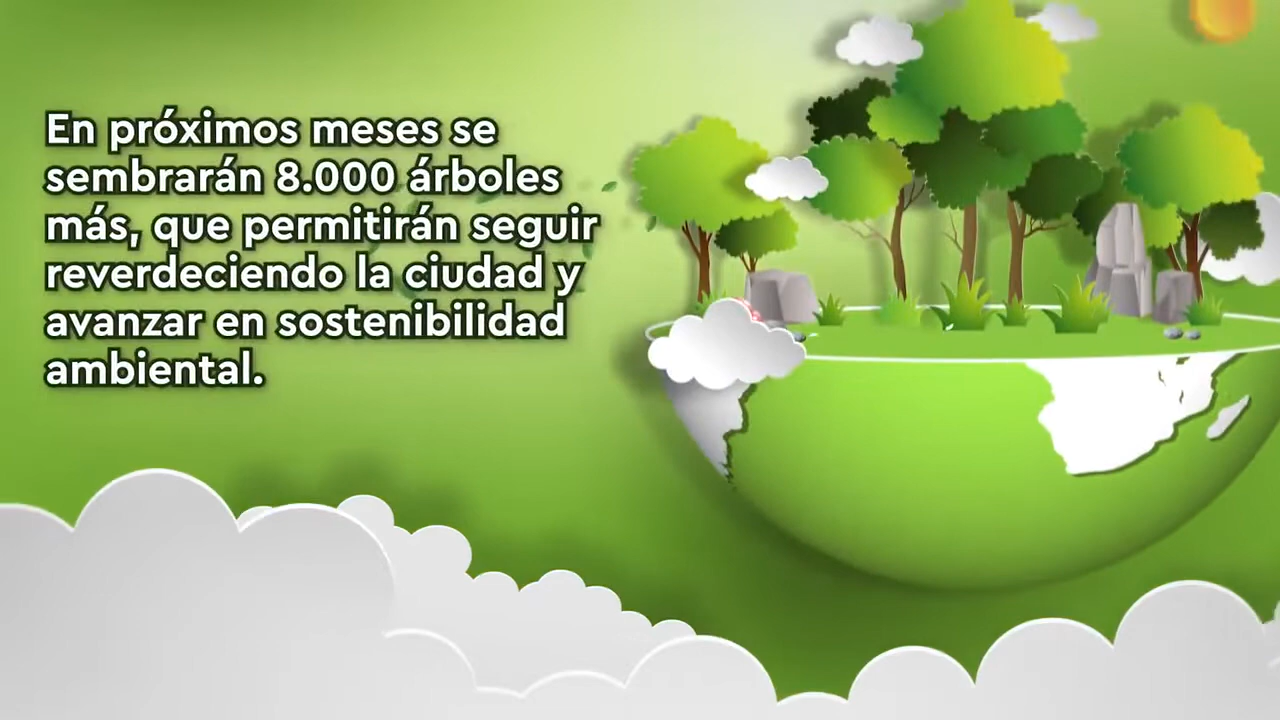 En próximos meses se
sembrarán 8.000 árboles
más, que permitirán seguir
reverdeciendo la ciudad y
avanzar en sostenibilidad
ambiental.